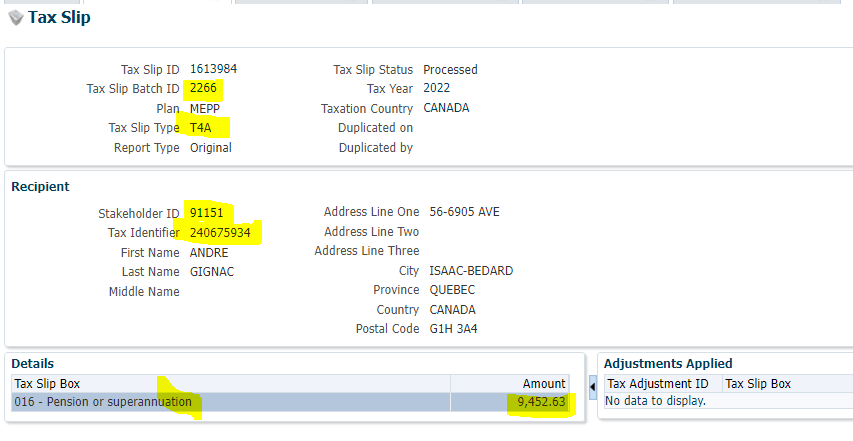 Tax Slip
Tax Slip ID 1613984 Tax Slip Status Processed
Tax Slip Batch ID 2266 Tax Year 2022
Plan MEPP Taxation Country CANADA
Tax Slip Type T4A Duplicated on
Report Type Original Duplicated by
Recipient
Stakeholder ID 91151 Address Line One 56-6905 AVE
Tax Identifier 240675934 Address Line Two
First Name ANDRE Address Line Three
Last Name GIGNAC City ISAAC-BEDARD
Middle Name Province QUEBEC
Country CANADA
Postal Code G1H 3A4
Details Adjustments Applied
Tax Slip Box Amount Tax Adjustment ID Tax Slip Box
016 - Pension or superannuation 9,452.63 No data to display.